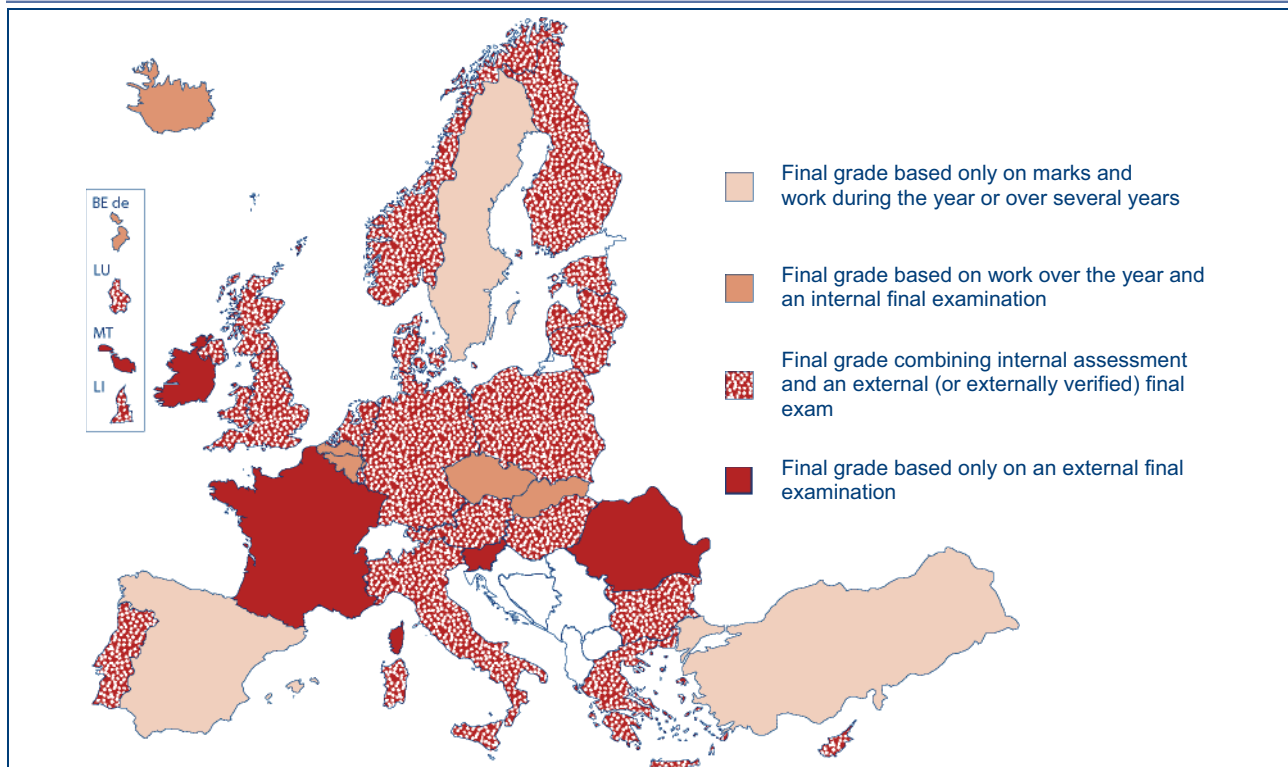 BE de
LU
MT
LI
Final grade based only on marks and
work during the year or over several years
Final grade based on work over the year and
an internal final examination
Final grade combining internal assessment
and an external (or externally verified) final
exam
Final grade based only on an external final
examination